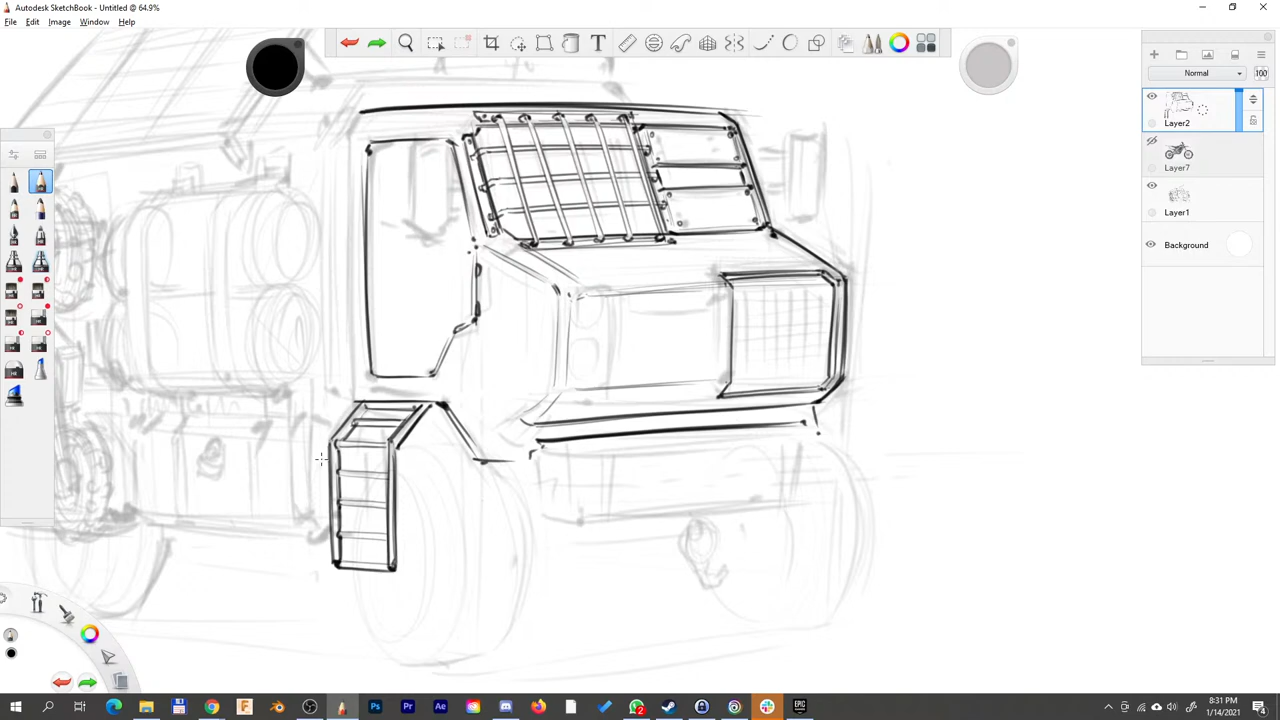 Autodesk SketchBook - Untitled @ 64.9%
File Edit Image Window Help
Normal
100
Layer2
Layer7
Layer1
Background
8:31 PM
1/14/2021